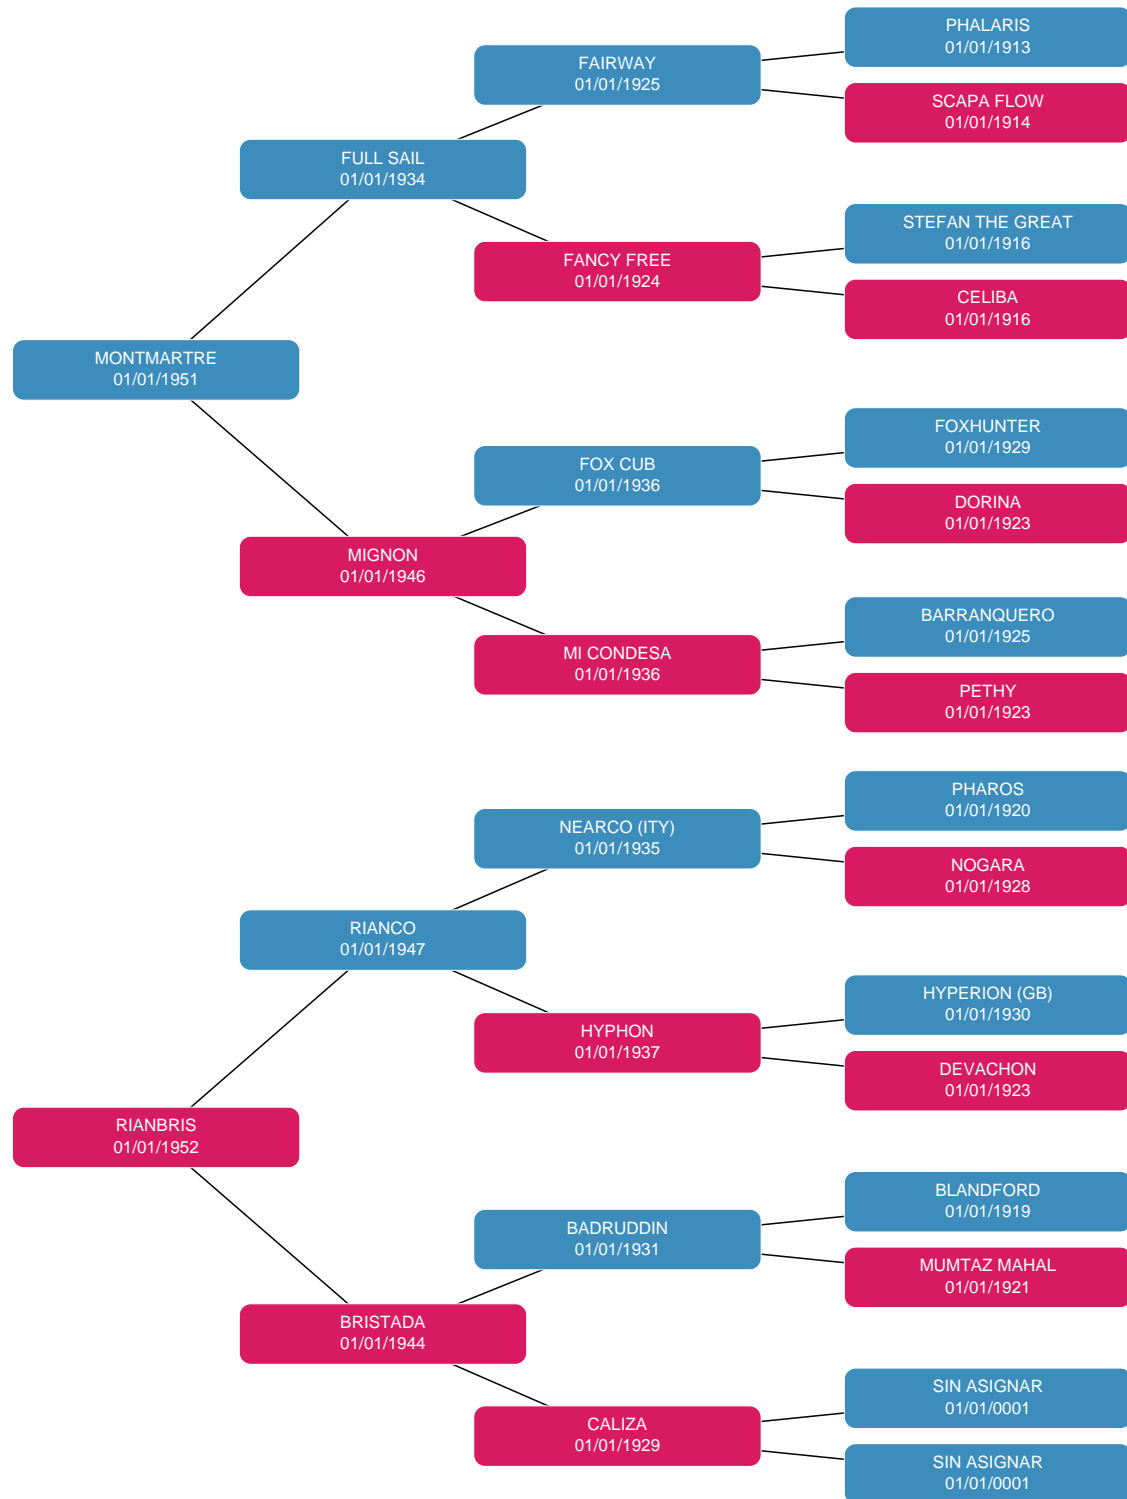 PHALARIS
01/01/1913
FAIRWAY
01/01/1925
SCAPA FLOW
01/01/1914
FULL SAIL
01/01/1934
STEFAN THE GREAT
01/01/1916
FANCY FREE
01/01/1924
CELIBA
01/01/1916
MONTMARTRE
01/01/1951
FOXHUNTER
01/01/1929
FOX CUB
01/01/1936
DORINA
01/01/1923
MIGNON
01/01/1946
BARRANQUERO
01/01/1925
MI CONDESA
01/01/1936
PETHY
01/01/1923
PHAROS
01/01/1920
NEARCO (ITY)
01/01/1935
NOGARA
01/01/1928
RIANCO
01/01/1947
HYPERION (GB)
01/01/1930
HYPHON
01/01/1937
DEVACHON
01/01/1923
RIANBRIS
01/01/1952
BLANDFORD
01/01/1919
BADRUDDIN
01/01/1931
MUMTAZ MAHAL
01/01/1921
BRISTADA
01/01/1944
SIN ASIGNAR
01/01/0001
CALIZA
01/01/1929
SIN ASIGNAR
01/01/0001